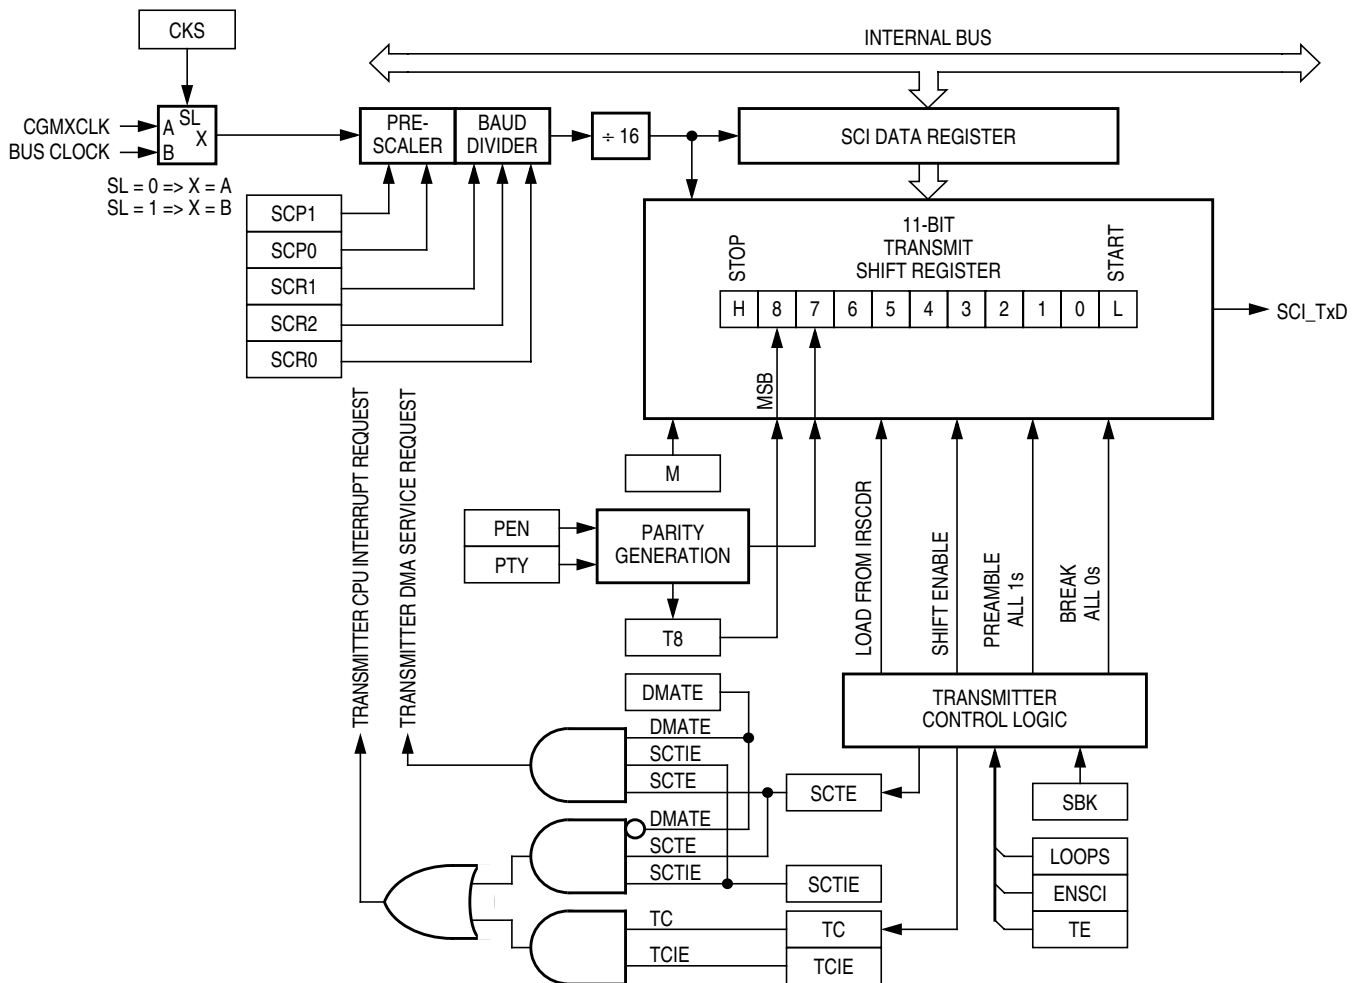 CKS
INTERNAL BUS
CGMXCLK
BUS CLOCK
A
SL
X
B
SL = 0 => X = A
SL = 1 => X = B
PRE-
SCALER
BAUD
DIVIDER
÷ 16
SCI DATA REGISTER
SCP1
SCP0
SCR1
SCR2
SCR0
11-BIT
TRANSMIT
SHIFT REGISTER
STOP
START
H 8 7 6 5 4 3 2 1 0 L
SCI_TxD
MSB
M
PEN
PTY
PARITY
GENERATION
T8
TRANSMITTER CPU INTERRUPT REQUEST
TRANSMITTER DMA SERVICE REQUEST
LOAD FROM IRSCDR
SHIFT ENABLE
PREAMBLE
ALL 1s
BREAK
ALL 0s
TRANSMITTER
CONTROL LOGIC
DMATE
DMATE
SCTIE
SCTE
SCTE
SBK
DMATE
SCTE
SCTIE
SCTIE
LOOPS
ENSCI
TE
TC
TC
TCIE
TCIE